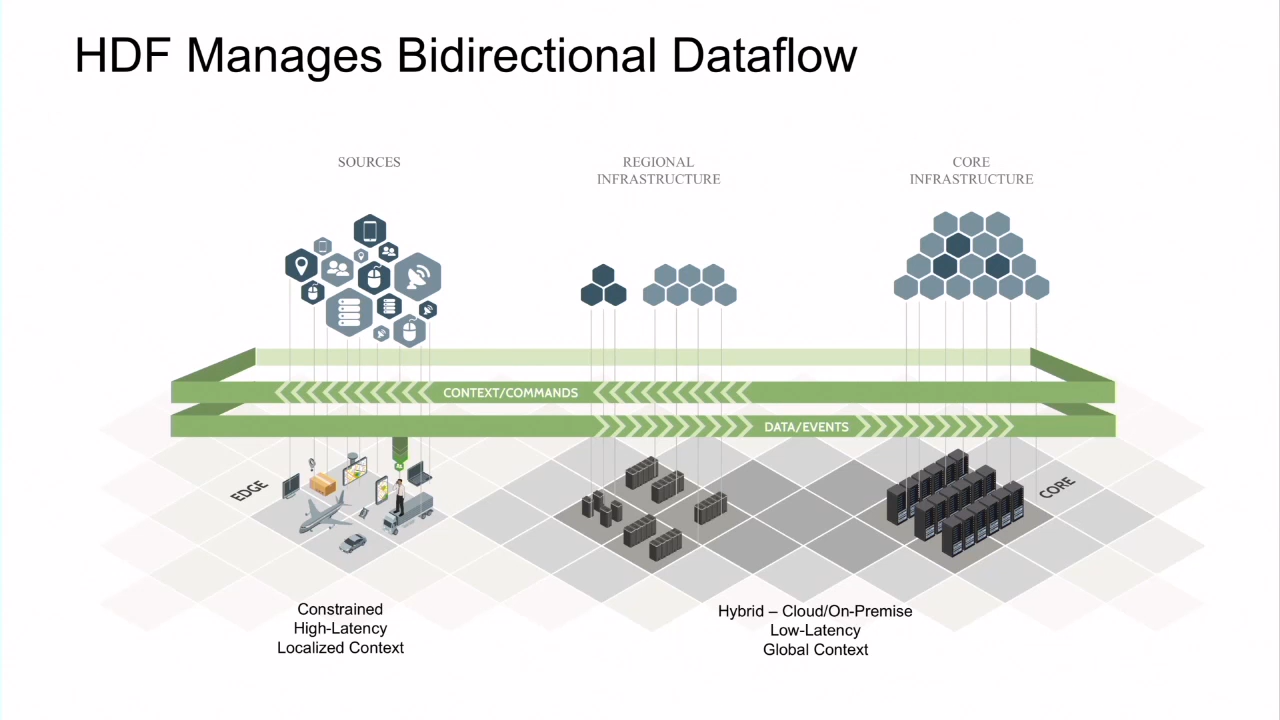 HDF Manages Bidirectional Dataflow
SOURCES
REGIONAL
INFRASTRUCTURE
CORE
INFRASTRUCTURE
CONTEXT/COMMANDS
DATA/EVENTS
EDGE
CORE
Constrained
High-Latency
Localized Context
Hybrid – Cloud/On-Premise
Low-Latency
Global Context